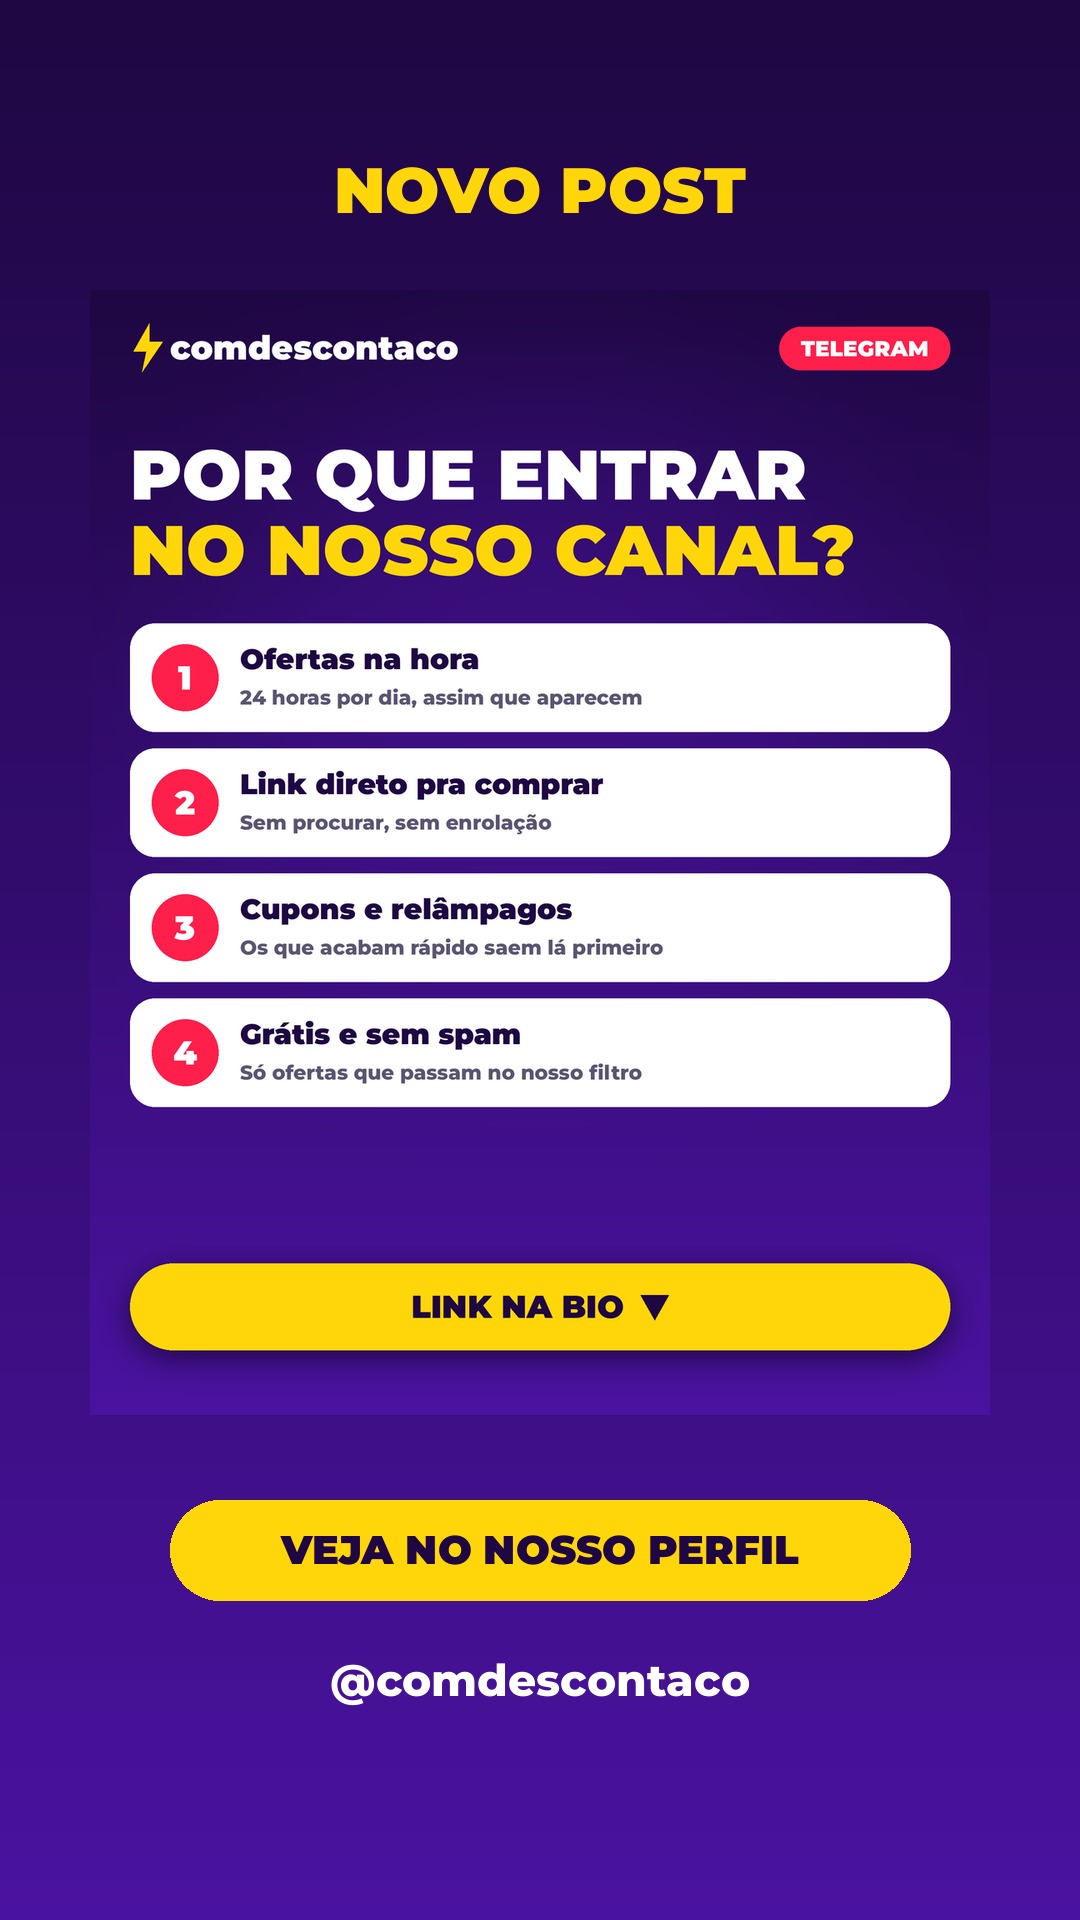 NOVO POST
comdescontaco
TELEGRAM
POR QUE ENTRAR
NO NOSSO CANAL?
1
Ofertas na hora
24 horas por dia, assim que aparecem
2
Link direto pra comprar
Sem procurar, sem enrolação
3
Cupons e relâmpagos
Os que acabam rápido saem lá primeiro
4
Grátis e sem spam
Só ofertas que passam no nosso filtro
LINK NA BIO ▼
VEJA NO NOSSO PERFIL
@comdescontaco